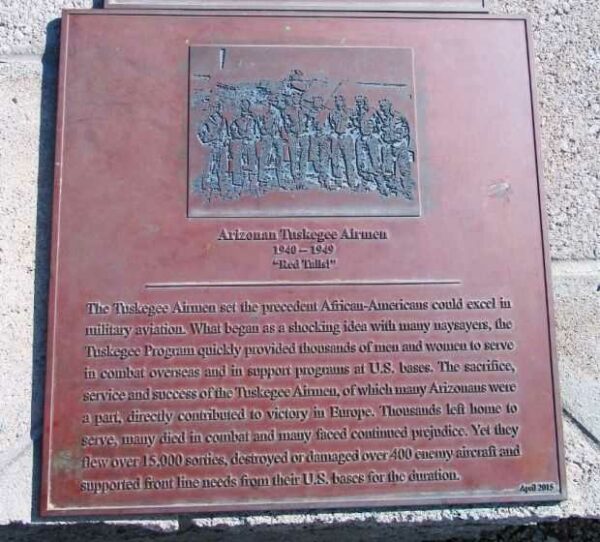 Arizonan Tuskegee Airmen
1940 – 1949
"Red Tails!"
The Tuskegee Airmen set the precedent African-Americans could excel in
military aviation. What began as a shocking idea with many naysayers, the
Tuskegee Program quickly provided thousands of men and women to serve
in combat overseas and in support programs at U.S. bases. The sacrifice,
service and success of the Tuskegee Airmen, of which many Arizonans were
a part, directly contributed to victory in Europe. Thousands left home to
serve, many died in combat and many faced continued prejudice. Yet they
flew over 15,000 sorties, destroyed or damaged over 400 enemy aircraft and
supported front line needs from their U.S. bases for the duration.
April 2015